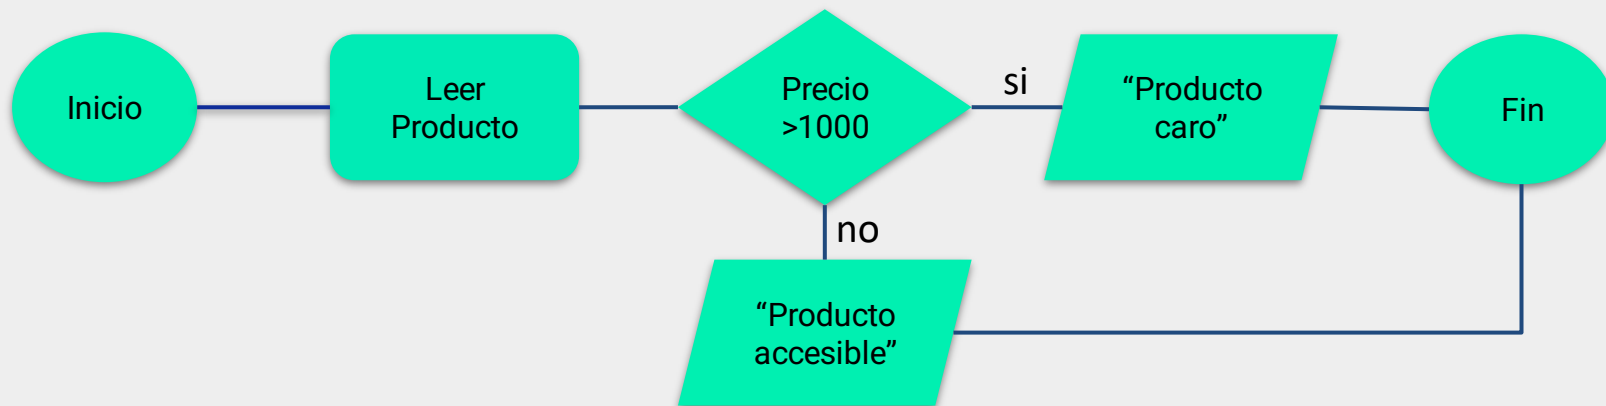 Inicio
Leer
Producto
Precio
>1000
si
“Producto
caro”
Fin
no
“Producto
accesible”